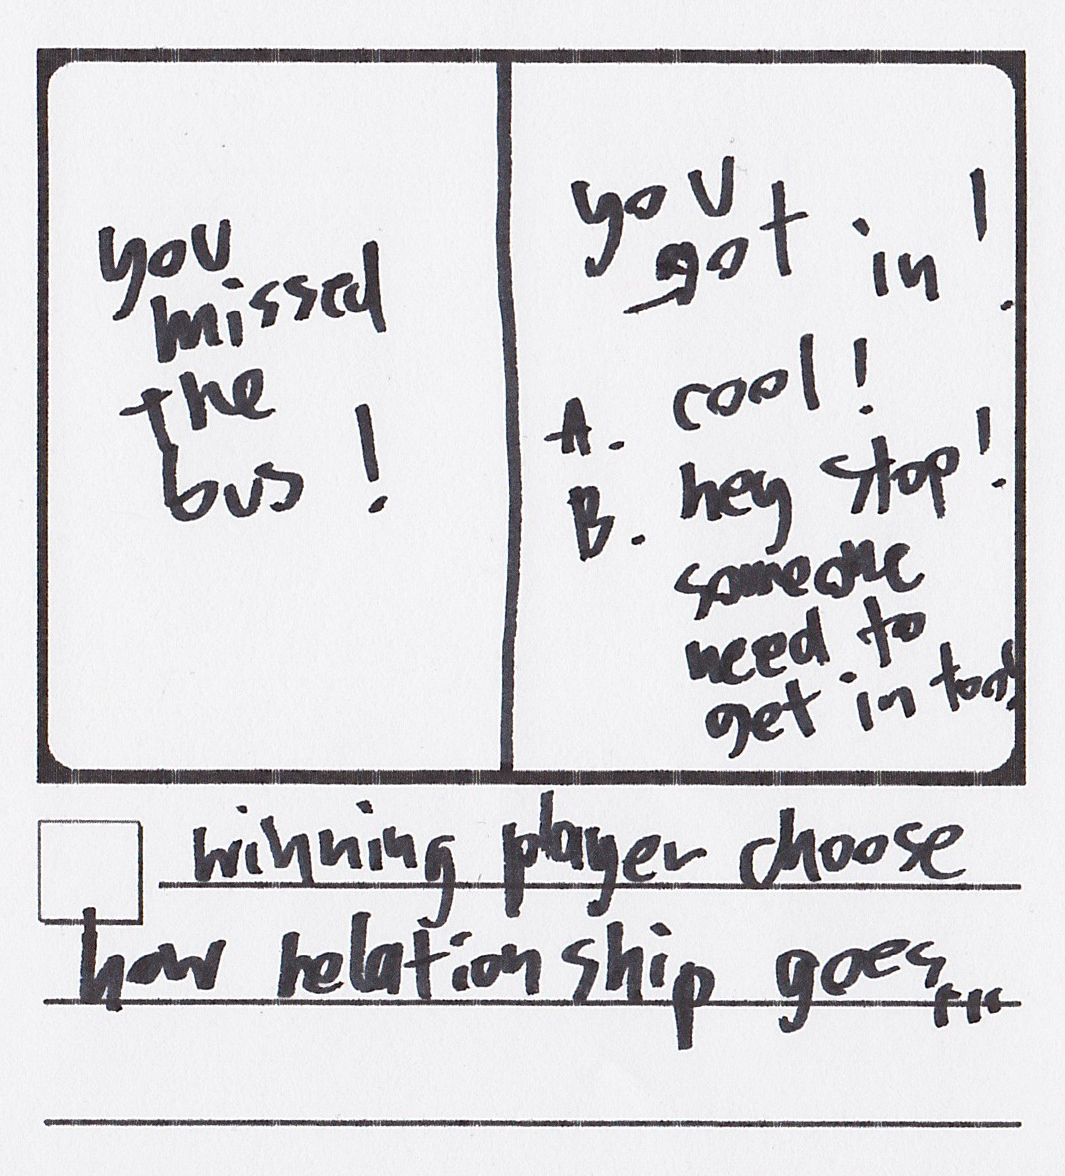 you
missed
the
bus !
you
got in !
A. cool !
B. hey stop !
someone
need to
get in too!
winning player choose
how relationship goes...